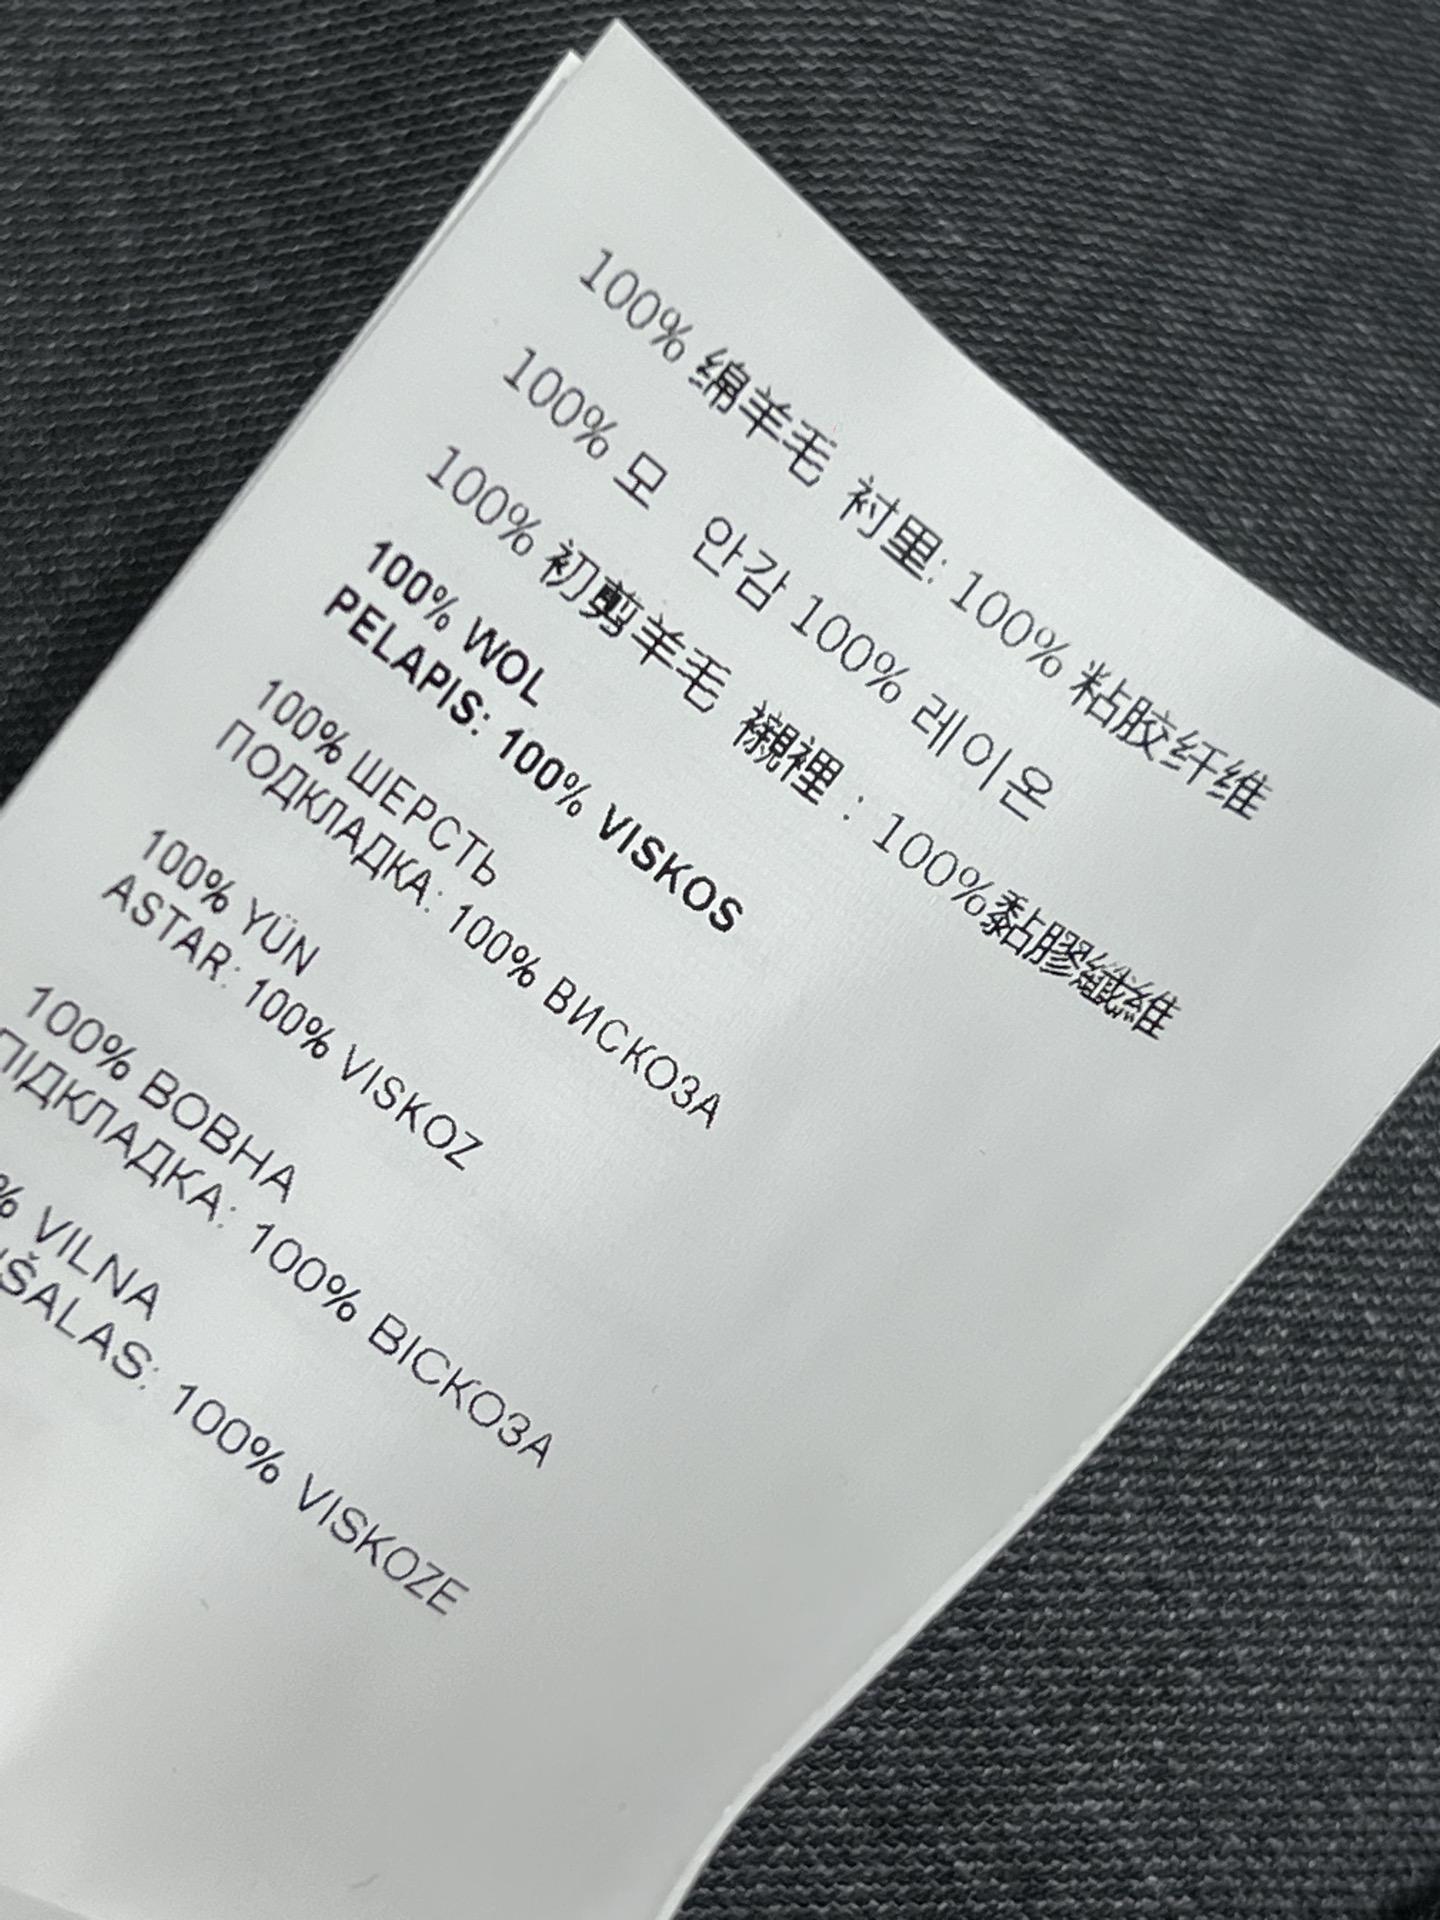 100% 绵羊毛 衬里: 100% 粘胶纤维
100% 모 안감 100% 레이온
100% 初剪羊毛 襯裡 : 100%黏膠纖維
100% WOL
PELAPIS: 100% VISKOS
100% ШЕРСТЬ
ПОДКЛАДКА: 100% ВИСКОЗА
100% YÜN
ASTAR: 100% VISKOZ
100% ВОВНА
ПІДКЛАДКА: 100% ВІСКОЗА
% VILNA
ŠALAS: 100% VISKOZE